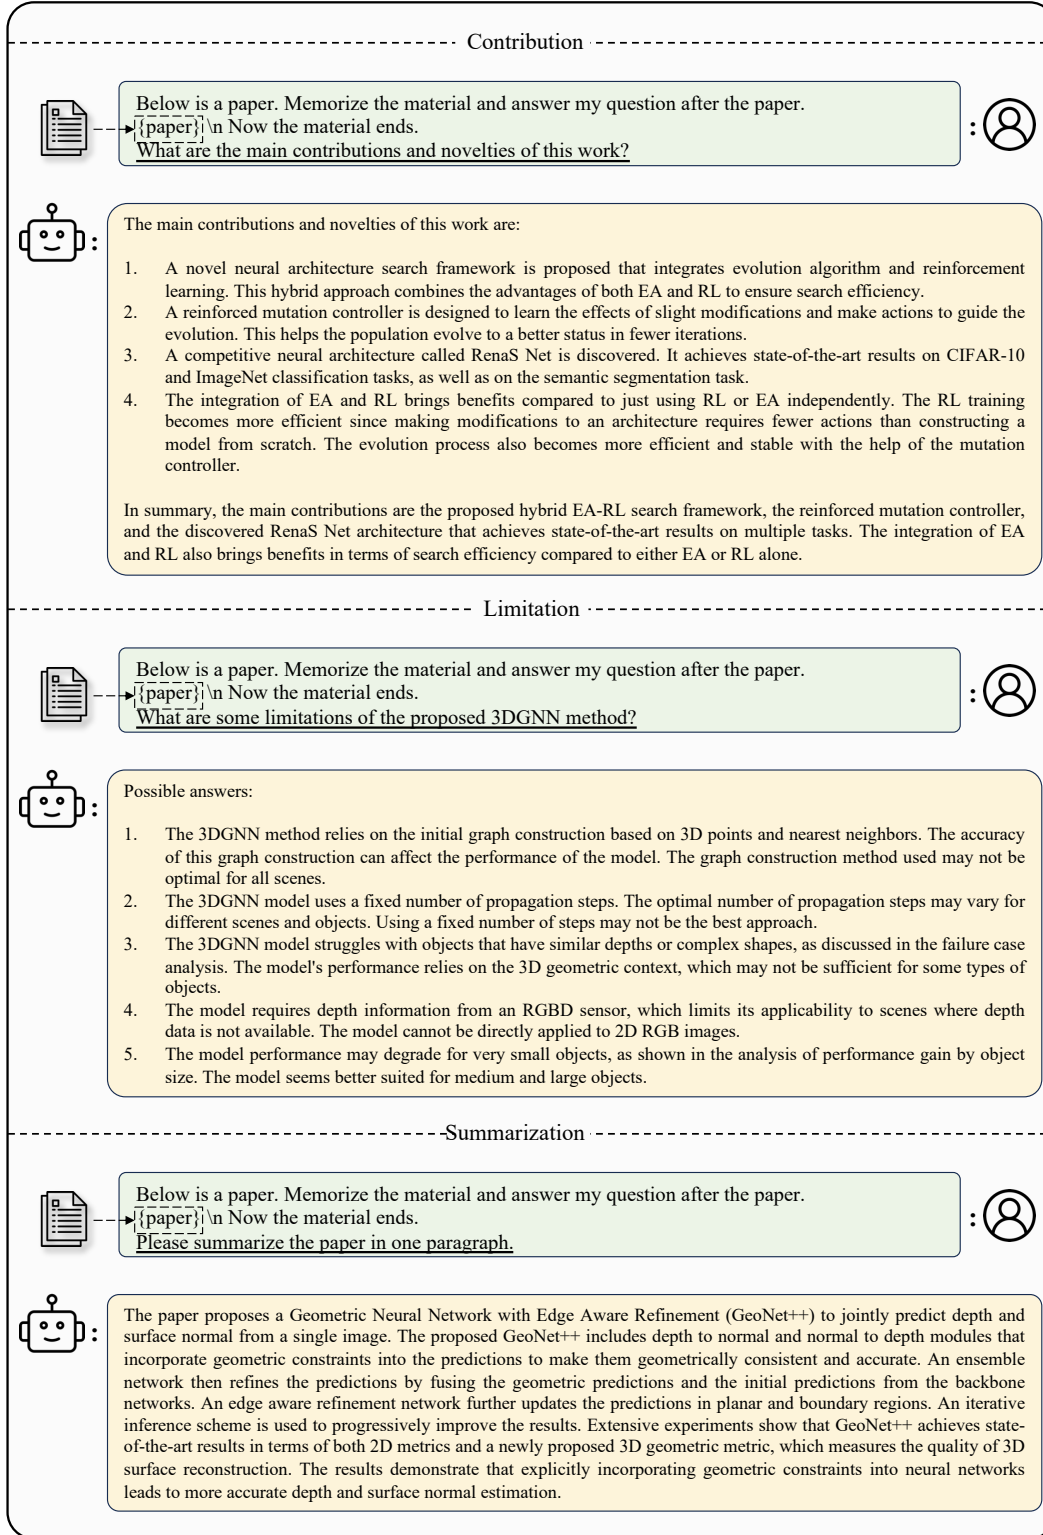 Contribution
Below is a paper. Memorize the material and answer my question after the paper.
{paper} \n Now the material ends.
What are the main contributions and novelties of this work?
:
:
The main contributions and novelties of this work are:
1. A novel neural architecture search framework is proposed that integrates evolution algorithm and reinforcement
learning. This hybrid approach combines the advantages of both EA and RL to ensure search efficiency.
2. A reinforced mutation controller is designed to learn the effects of slight modifications and make actions to guide the
evolution. This helps the population evolve to a better status in fewer iterations.
3. A competitive neural architecture called RenaS Net is discovered. It achieves state-of-the-art results on CIFAR-10
and ImageNet classification tasks, as well as on the semantic segmentation task.
4. The integration of EA and RL brings benefits compared to just using RL or EA independently. The RL training
becomes more efficient since making modifications to an architecture requires fewer actions than constructing a
model from scratch. The evolution process also becomes more efficient and stable with the help of the mutation
controller.
In summary, the main contributions are the proposed hybrid EA-RL search framework, the reinforced mutation controller,
and the discovered RenaS Net architecture that achieves state-of-the-art results on multiple tasks. The integration of EA
and RL also brings benefits in terms of search efficiency compared to either EA or RL alone.
Limitation
Below is a paper. Memorize the material and answer my question after the paper.
{paper} \n Now the material ends.
What are some limitations of the proposed 3DGNN method?
:
:
Possible answers:
1. The 3DGNN method relies on the initial graph construction based on 3D points and nearest neighbors. The accuracy
of this graph construction can affect the performance of the model. The graph construction method used may not be
optimal for all scenes.
2. The 3DGNN model uses a fixed number of propagation steps. The optimal number of propagation steps may vary for
different scenes and objects. Using a fixed number of steps may not be the best approach.
3. The 3DGNN model struggles with objects that have similar depths or complex shapes, as discussed in the failure case
analysis. The model's performance relies on the 3D geometric context, which may not be sufficient for some types of
objects.
4. The model requires depth information from an RGBD sensor, which limits its applicability to scenes where depth
data is not available. The model cannot be directly applied to 2D RGB images.
5. The model performance may degrade for very small objects, as shown in the analysis of performance gain by object
size. The model seems better suited for medium and large objects.
Summarization
Below is a paper. Memorize the material and answer my question after the paper.
{paper} \n Now the material ends.
Please summarize the paper in one paragraph.
:
:
The paper proposes a Geometric Neural Network with Edge Aware Refinement (GeoNet++) to jointly predict depth and
surface normal from a single image. The proposed GeoNet++ includes depth to normal and normal to depth modules that
incorporate geometric constraints into the predictions to make them geometrically consistent and accurate. An ensemble
network then refines the predictions by fusing the geometric predictions and the initial predictions from the backbone
networks. An edge aware refinement network further updates the predictions in planar and boundary regions. An iterative
inference scheme is used to progressively improve the results. Extensive experiments show that GeoNet++ achieves state-
of-the-art results in terms of both 2D metrics and a newly proposed 3D geometric metric, which measures the quality of 3D
surface reconstruction. The results demonstrate that explicitly incorporating geometric constraints into neural networks
leads to more accurate depth and surface normal estimation.